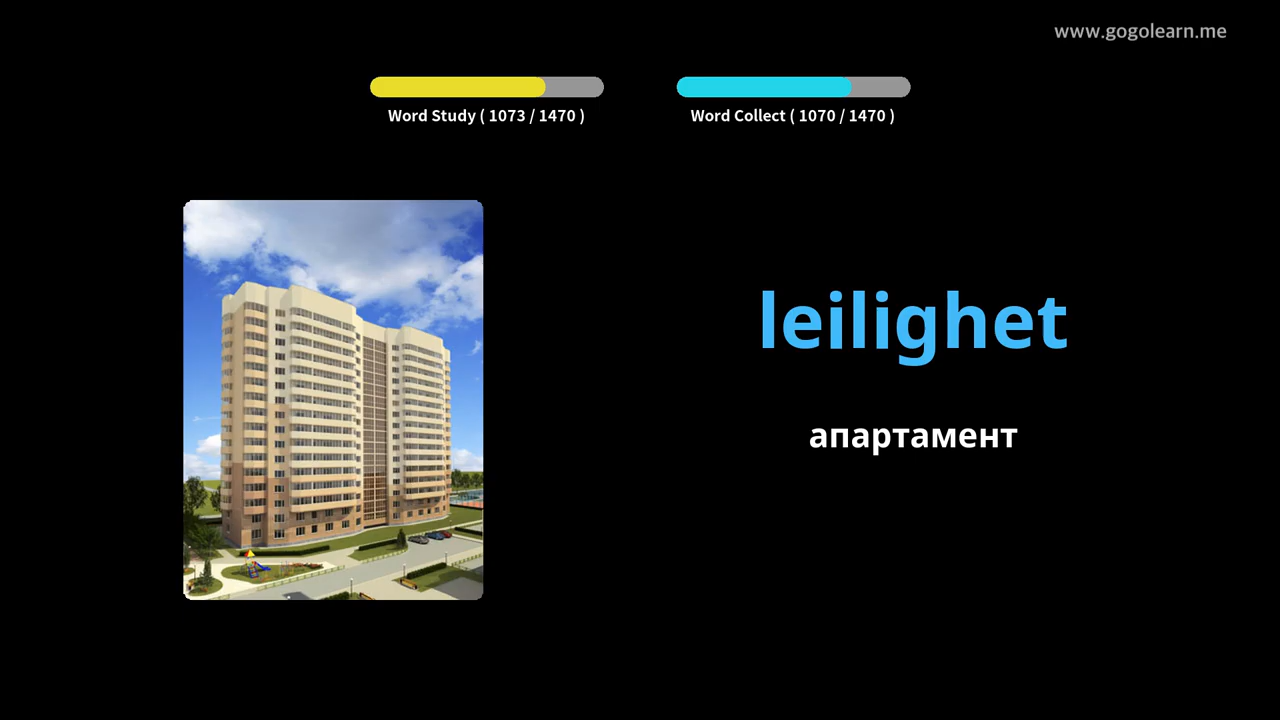 www.gogolearn.me
Word Study ( 1073 / 1470 )
Word Collect ( 1070 / 1470 )
leilighet
апартамент